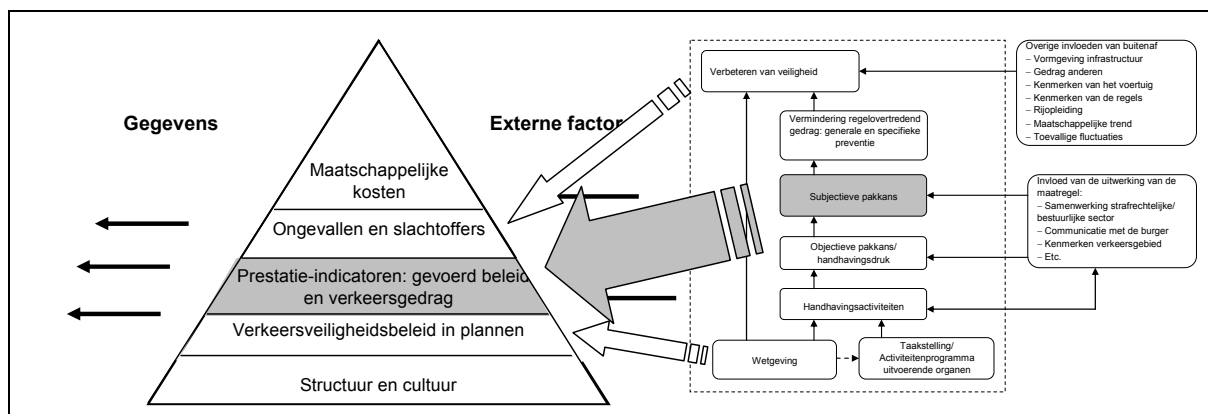 Gegevens
Externe factor
Maatschappelijke
kosten
Ongevallen en slachtoffers
Prestatie-indicatoren: gevoerd beleid
en verkeersgedrag
Verkeersveiligheidsbeleid in plannen
Structuur en cultuur
Verbeteren van veiligheid
Vermindering regelovertredend
gedrag: generale en specifieke
preventie
Subjectieve pakkans
Objectieve pakkans/
handhavingsdruk
Handhavingsactiviteiten
Wetgeving
Taakstelling/
Activiteitenprogramma
uitvoerende organen
Overige invloeden van buitenaf
– Vormgeving infrastructuur
– Gedrag anderen
– Kenmerken van het voertuig
– Kenmerken van de regels
– Rijopleiding
– Maatschappelijke trend
– Toevallige fluctuaties
Invloed van de uitwerking van de
maatregel:
– Samenwerking strafrechtelijke/
bestuurlijke sector
– Communicatie met de burger
– Kenmerken verkeersgebied
– Etc.